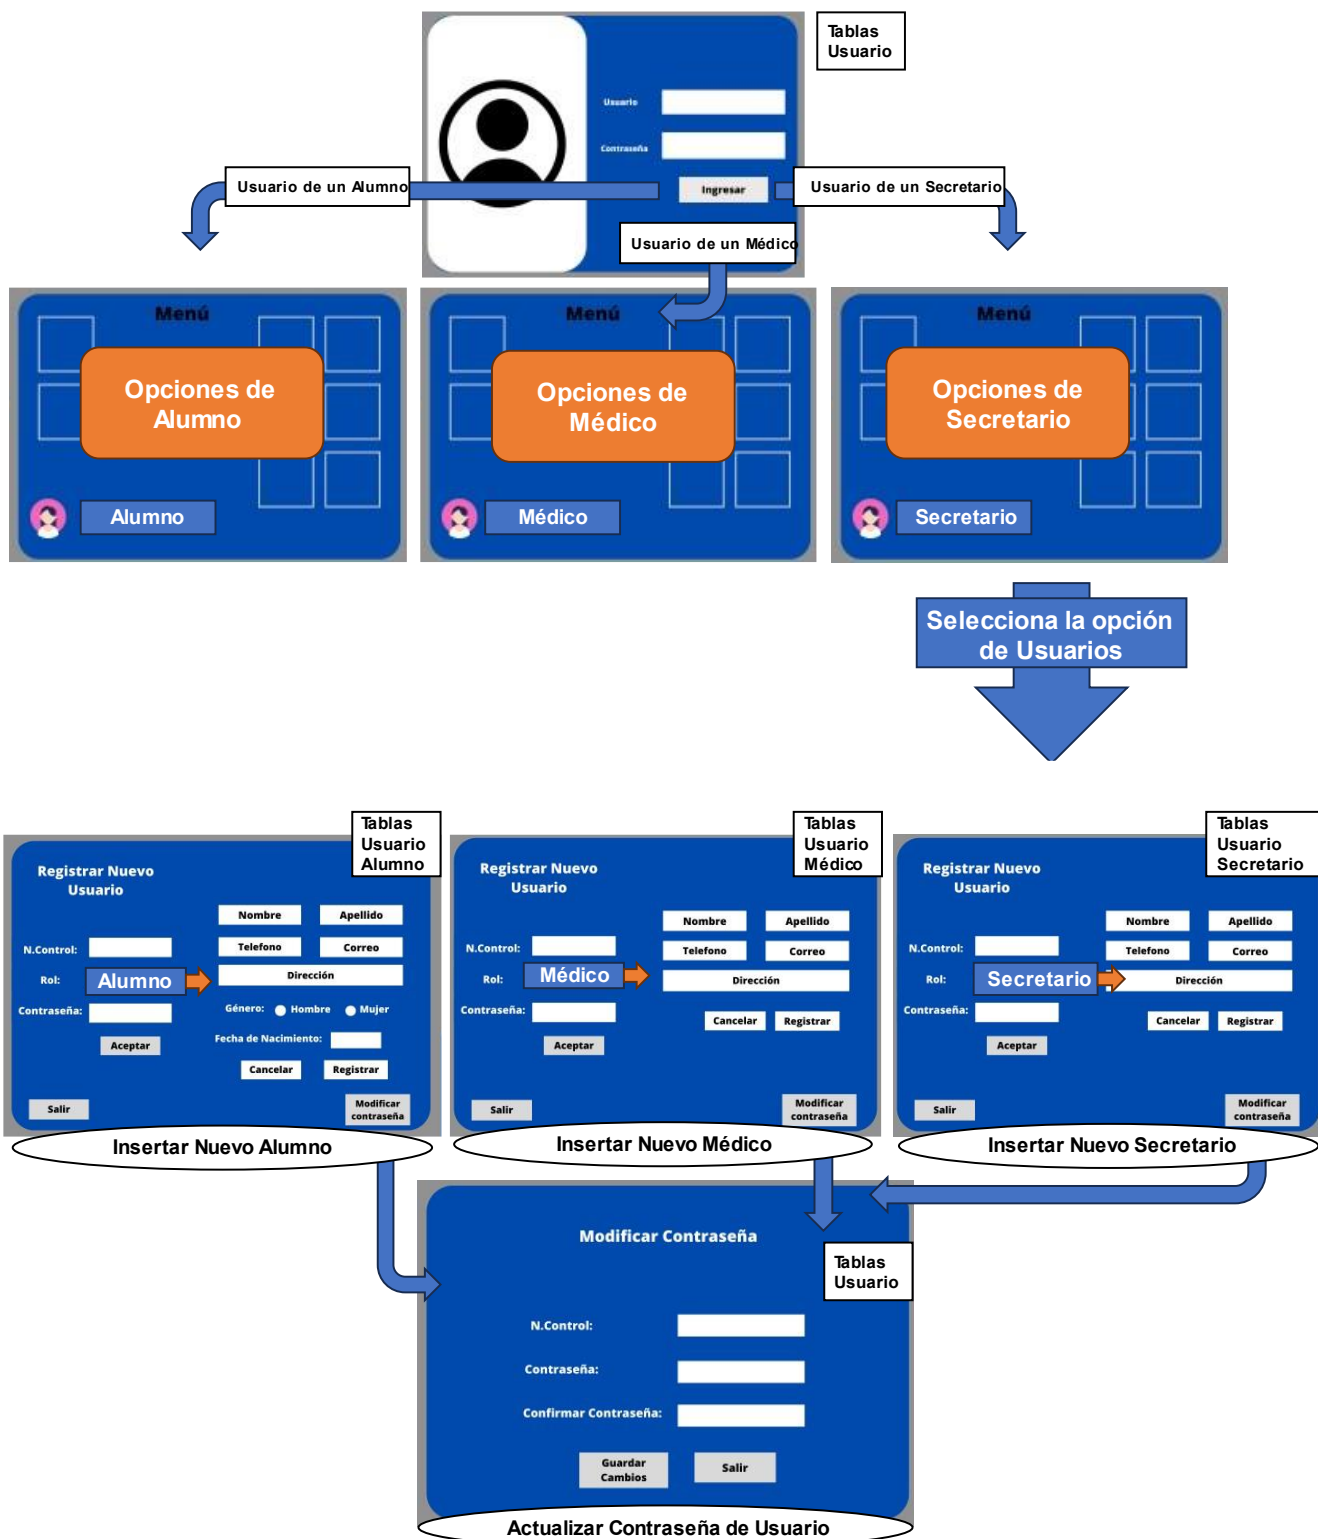 Tablas
Usuario
Usuario
Contraseña
Ingresar
Usuario de un Alumno
Usuario de un Médico
Usuario de un Secretario
Menú
Opciones de
Alumno
Alumno
Menú
Opciones de
Médico
Médico
Menú
Opciones de
Secretario
Secretario
Selecciona la opción
de Usuarios
Tablas
Usuario
Alumno
Registrar Nuevo
Usuario
Nombre
Apellido
N.Control:
Telefono
Correo
Rol:
Alumno
Dirección
Contraseña:
Género:
Hombre
Mujer
Aceptar
Fecha de Nacimiento:
Cancelar
Registrar
Salir
Modificar
contraseña
Insertar Nuevo Alumno
Tablas
Usuario
Médico
Registrar Nuevo
Usuario
Nombre
Apellido
N.Control:
Telefono
Correo
Rol:
Médico
Dirección
Contraseña:
Cancelar
Registrar
Aceptar
Salir
Modificar
contraseña
Insertar Nuevo Médico
Tablas
Usuario
Secretario
Registrar Nuevo
Usuario
Nombre
Apellido
N.Control:
Telefono
Correo
Rol:
Secretario
Dirección
Contraseña:
Cancelar
Registrar
Aceptar
Salir
Modificar
contraseña
Insertar Nuevo Secretario
Modificar Contraseña
Tablas
Usuario
N.Control:
Contraseña:
Confirmar Contraseña:
Guardar
Cambios
Salir
Actualizar Contraseña de Usuario